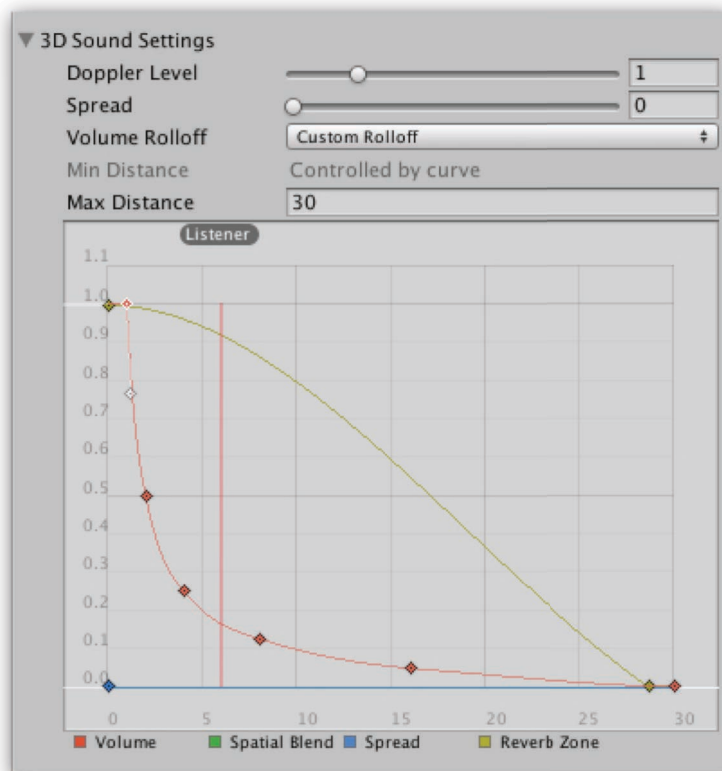 3D Sound Settings
Doppler Level 1
Spread 0
Volume Rolloff Custom Rolloff
Min Distance Controlled by curve
Max Distance 30
Listener
1.1
1.0
0.9
0.8
0.7
0.6
0.5
0.4
0.3
0.2
0.1
0.0
0 5 10 15 20 25 30
Volume Spatial Blend Spread Reverb Zone